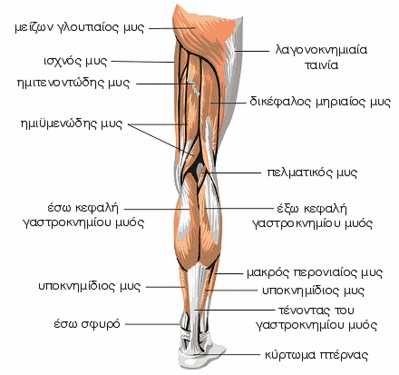 μείζων γλουτιαίος μυς
ισχνός μυς
ημιτενοντώδης μυς
ημιϋμενώδης μυς
έσω κεφαλή
γαστροκνημίου μυός
υποκνημίδιος μυς
έσω σφυρό
λαγονοκνημιαία
ταινία
δικέφαλος μηριαίος μυς
πελματικός μυς
έξω κεφαλή
γαστροκνημίου μυός
μακρός περονιαίος μυς
υποκνημίδιος μυς
τένοντας του
γαστροκνημίου μυός
κύρτωμα πτέρνας